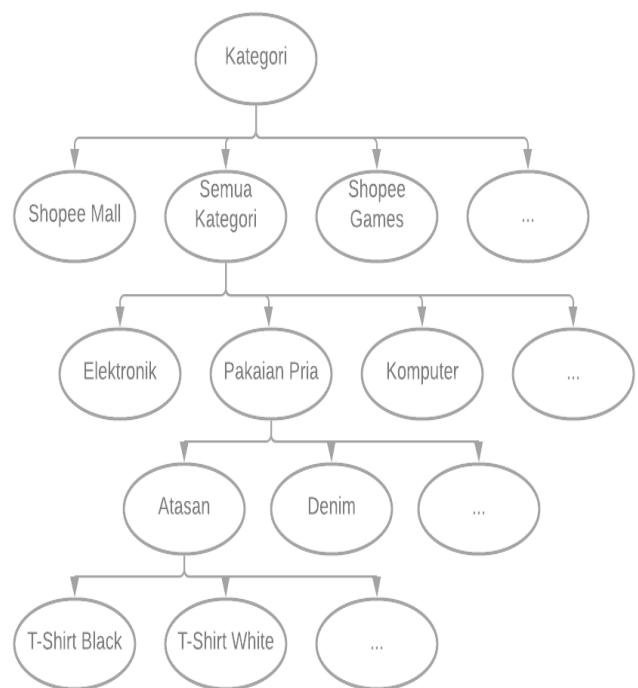 Kategori
Shopee Mall
Semua
Kategori
Shopee
Games
...
Elektronik
Pakaian Pria
Komputer
...
Atasan
Denim
...
T-Shirt Black
T-Shirt White
...